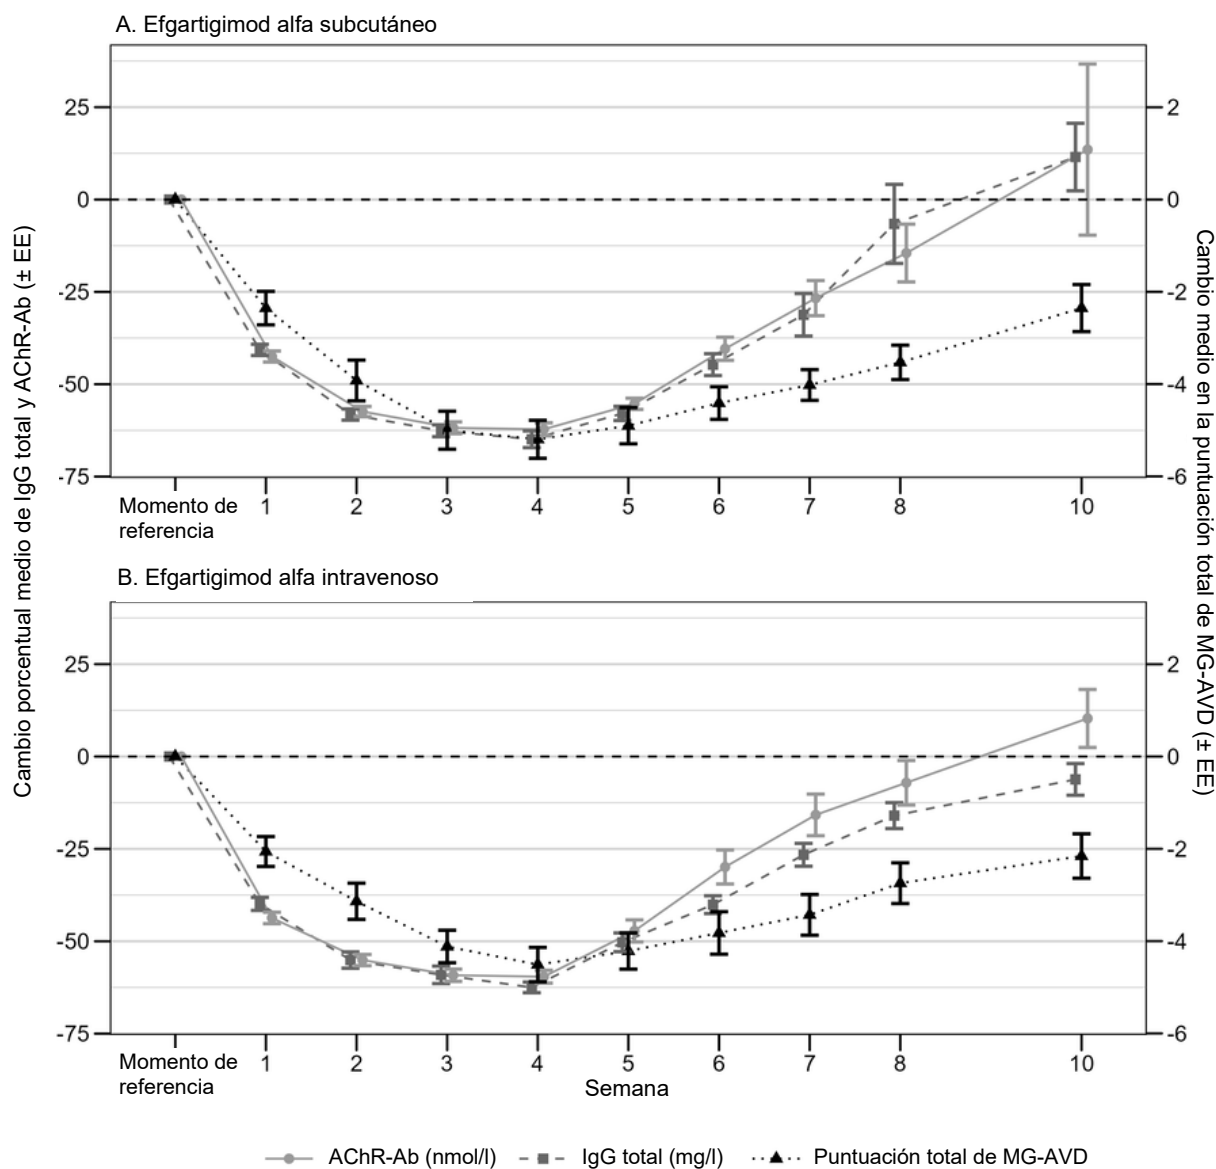 A. Efgartigimod alfa subcutáneo
Cambio porcentual medio de IgG total y AChR-Ab (± EE)
Cambio medio en la puntuación total de MG-AVD (± EE)
25
0
-25
-50
-75
2
0
-2
-4
-6
Momento de referencia 1 2 3 4 5 6 7 8 10
B. Efgartigimod alfa intravenoso
25
0
-25
-50
-75
2
0
-2
-4
-6
Momento de referencia 1 2 3 4 5 6 7 8 10
Semana
AChR-Ab (nmol/l) IgG total (mg/l) Puntuación total de MG-AVD